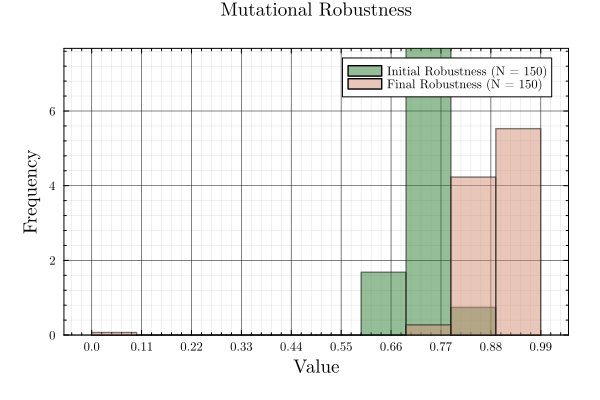 Mutational Robustness
Initial Robustness (N = 150)
Final Robustness (N = 150)
6
4
2
0
Frequency
0.0 0.11 0.22 0.33 0.44 0.55 0.66 0.77 0.88 0.99
Value